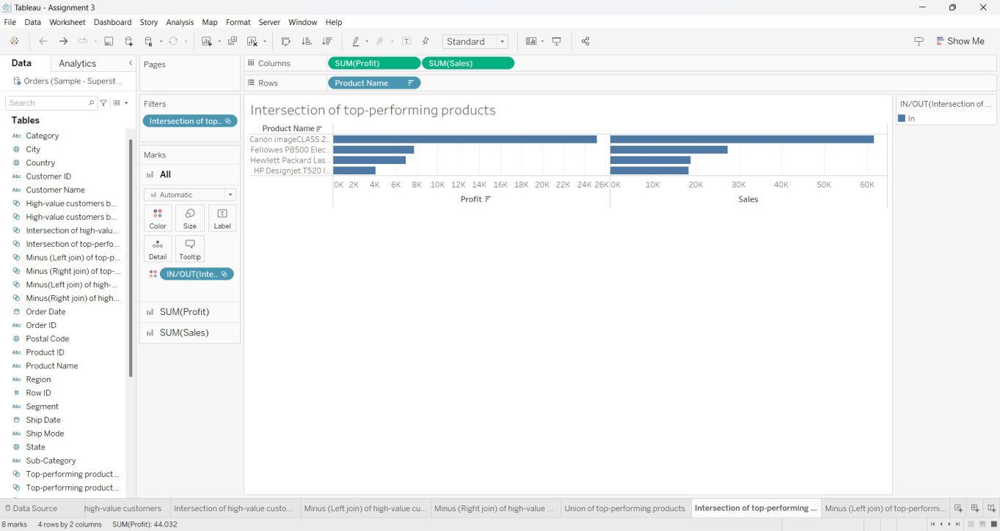 Tableau - Assignment 3
File Data Worksheet Dashboard Story Analysis Map Format Server Window Help
Standard
Show Me
Data Analytics
Orders (Sample - Superst...
Search
Tables
Abc Category
City
Country
Abc Customer ID
Abc Customer Name
High-value customers b...
High-value customers b...
Intersection of high-valu...
Intersection of top-perfo...
Minus (Left join) of top-p...
Minus (Right join) of top-...
Minus(Left join) of high-...
Minus(Right join) of high...
Order Date
Abc Order ID
Postal Code
Abc Product ID
Abc Product Name
Abc Region
# Row ID
Abc Segment
Ship Date
Abc Ship Mode
State
Abc Sub-Category
Top-performing product...
Top-performing product...
Pages
Filters
Intersection of top..
Marks
All
Automatic
Color Size Label
Detail Tooltip
IN/OUT(Inte..
SUM(Profit)
SUM(Sales)
Columns SUM(Profit) SUM(Sales)
Rows Product Name
Intersection of top-performing products
Product Name
Canon imageCLASS 2..
Fellowes PB500 Elec..
Hewlett Packard Las..
HP Designjet T520 I..
0K 2K 4K 6K 8K 10K 12K 14K 16K 18K 20K 22K 24K 26K 0K 10K 20K 30K 40K 50K 60K
Profit Sales
IN/OUT(Intersection of ...
In
Data Source high-value customers Intersection of high-value custo... Minus (Left join) of high-value cu... Minus (Right join) of high-value ... Union of top-performing products Intersection of top-performing ... Minus (Left join) of top-performi...
8 marks 4 rows by 2 columns SUM(Profit): 44.032